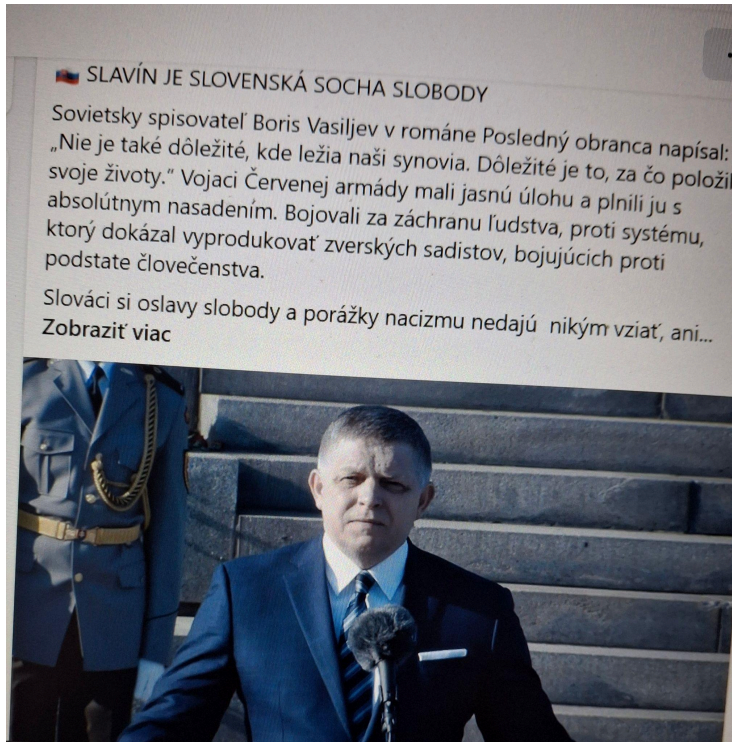 SLAVÍN JE SLOVENSKÁ SOCHA SLOBODY
Sovietsky spisovateľ Boris Vasiljev v románe Posledný obranca napísal:
„Nie je také dôležité, kde ležia naši synovia. Dôležité je to, za čo položil
svoje životy.“ Vojaci Červenej armády mali jasnú úlohu a plnili ju s
absolútnym nasadením. Bojovali za záchranu ľudstva, proti systému,
ktorý dokázal vyprodukovať zverských sadistov, bojujúcich proti
podstate človečenstva.
Slováci si oslavy slobody a porážky nacizmu nedajú nikým vziať, ani...
Zobraziť viac